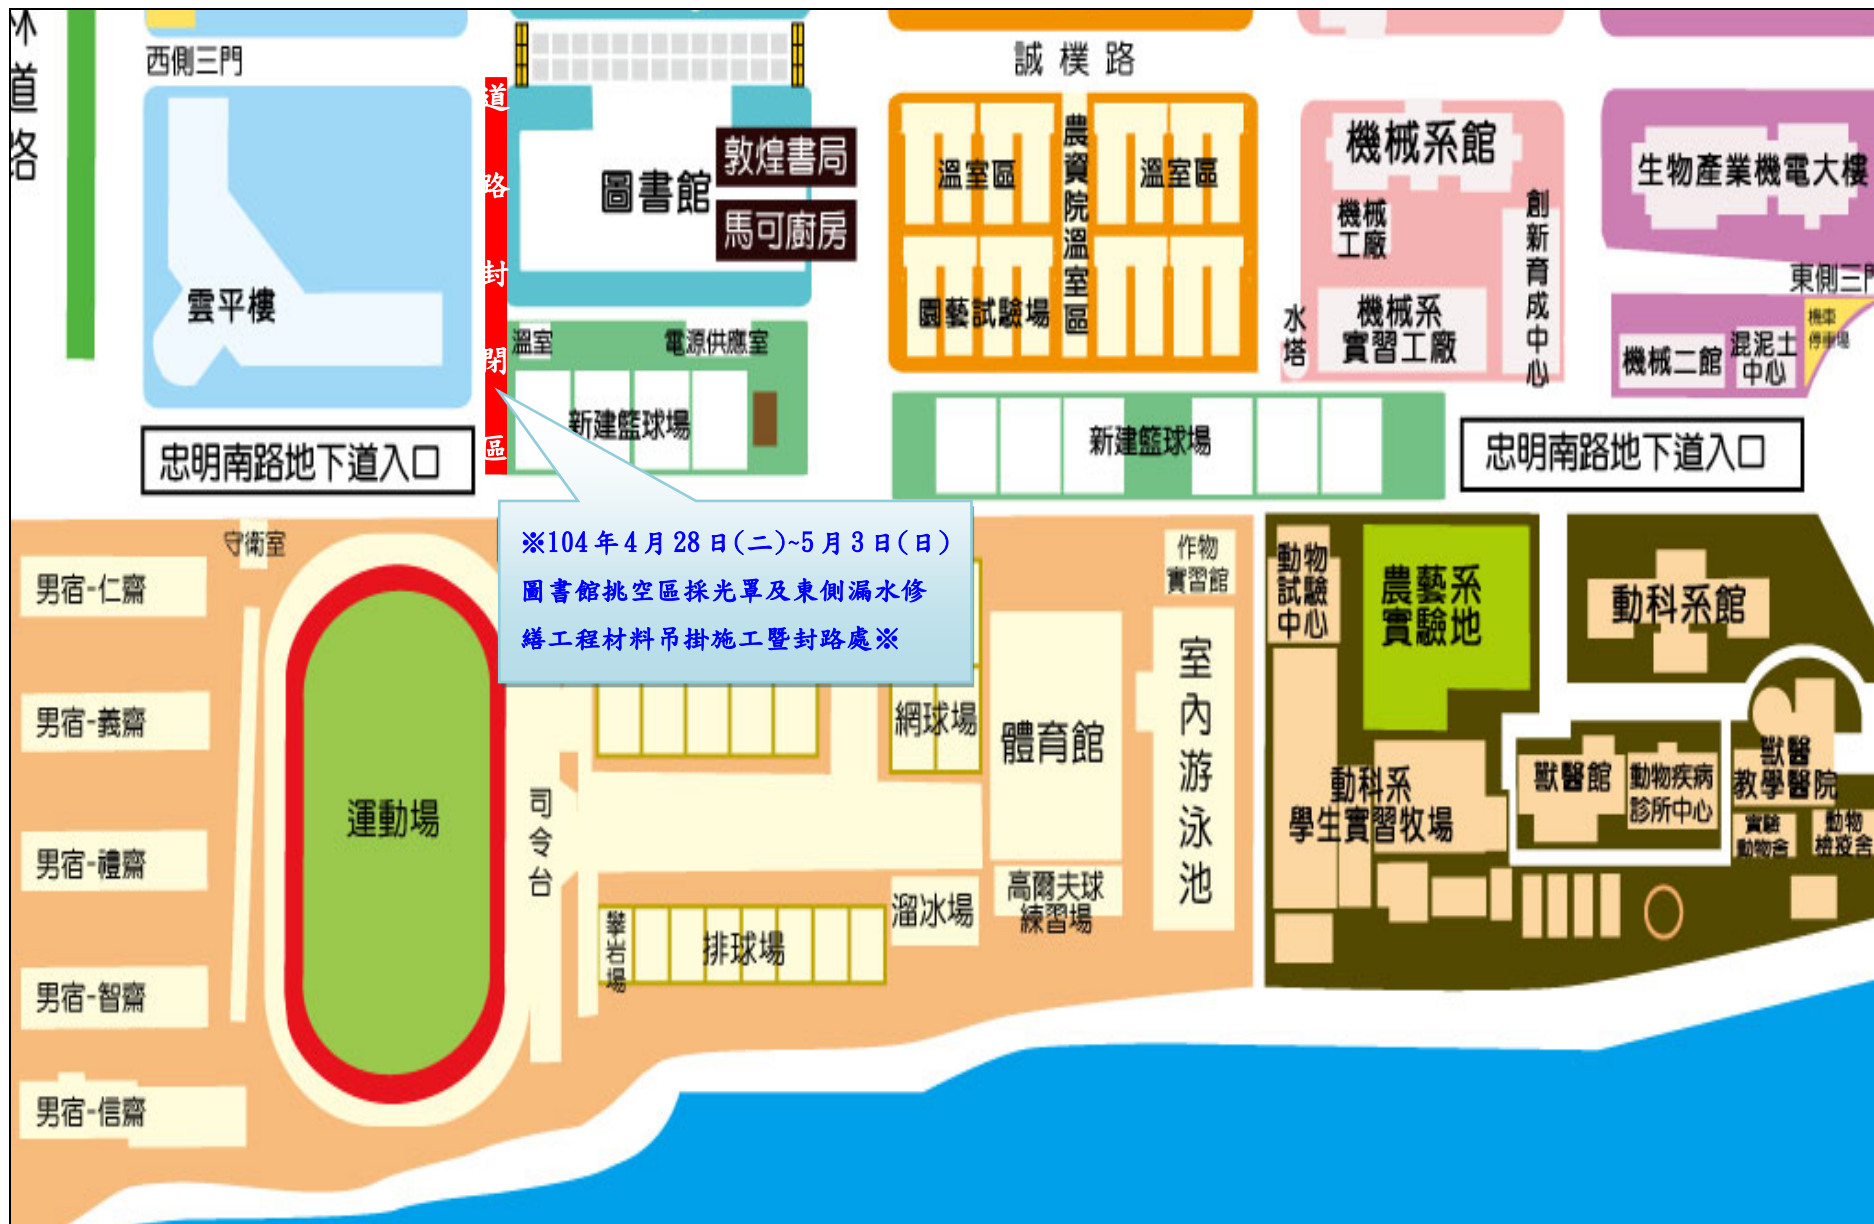 林道路
西側三門
誠樸路
道路封閉區
敦煌書局
圖書館
馬可廚房
溫室區
農資院溫室區
溫室區
園藝試驗場
機械系館
機械
工廠
創新育成中心
水塔
機械系
實習工廠
生物產業機電大樓
東側三門
機車
停車場
機械二館
混泥土
中心
雲平樓
溫室
電源供應室
新建籃球場
新建籃球場
忠明南路地下道入口
忠明南路地下道入口
※104年4月28日(二)~5月3日(日)
圖書館挑空區採光罩及東側漏水修
繕工程材料吊掛施工暨封路處※
守衛室
男宿-仁齋
男宿-義齋
男宿-禮齋
男宿-智齋
男宿-信齋
運動場
司令台
攀岩場
排球場
網球場
溜冰場
體育館
高爾夫球
練習場
作物
實習館
室內游泳池
動物
試驗
中心
農藝系
實驗地
動科系館
動科系
學生實習牧場
獸醫館
動物疾病
診所中心
獸醫
教學醫院
實驗
動物舍
動物
檢疫舍